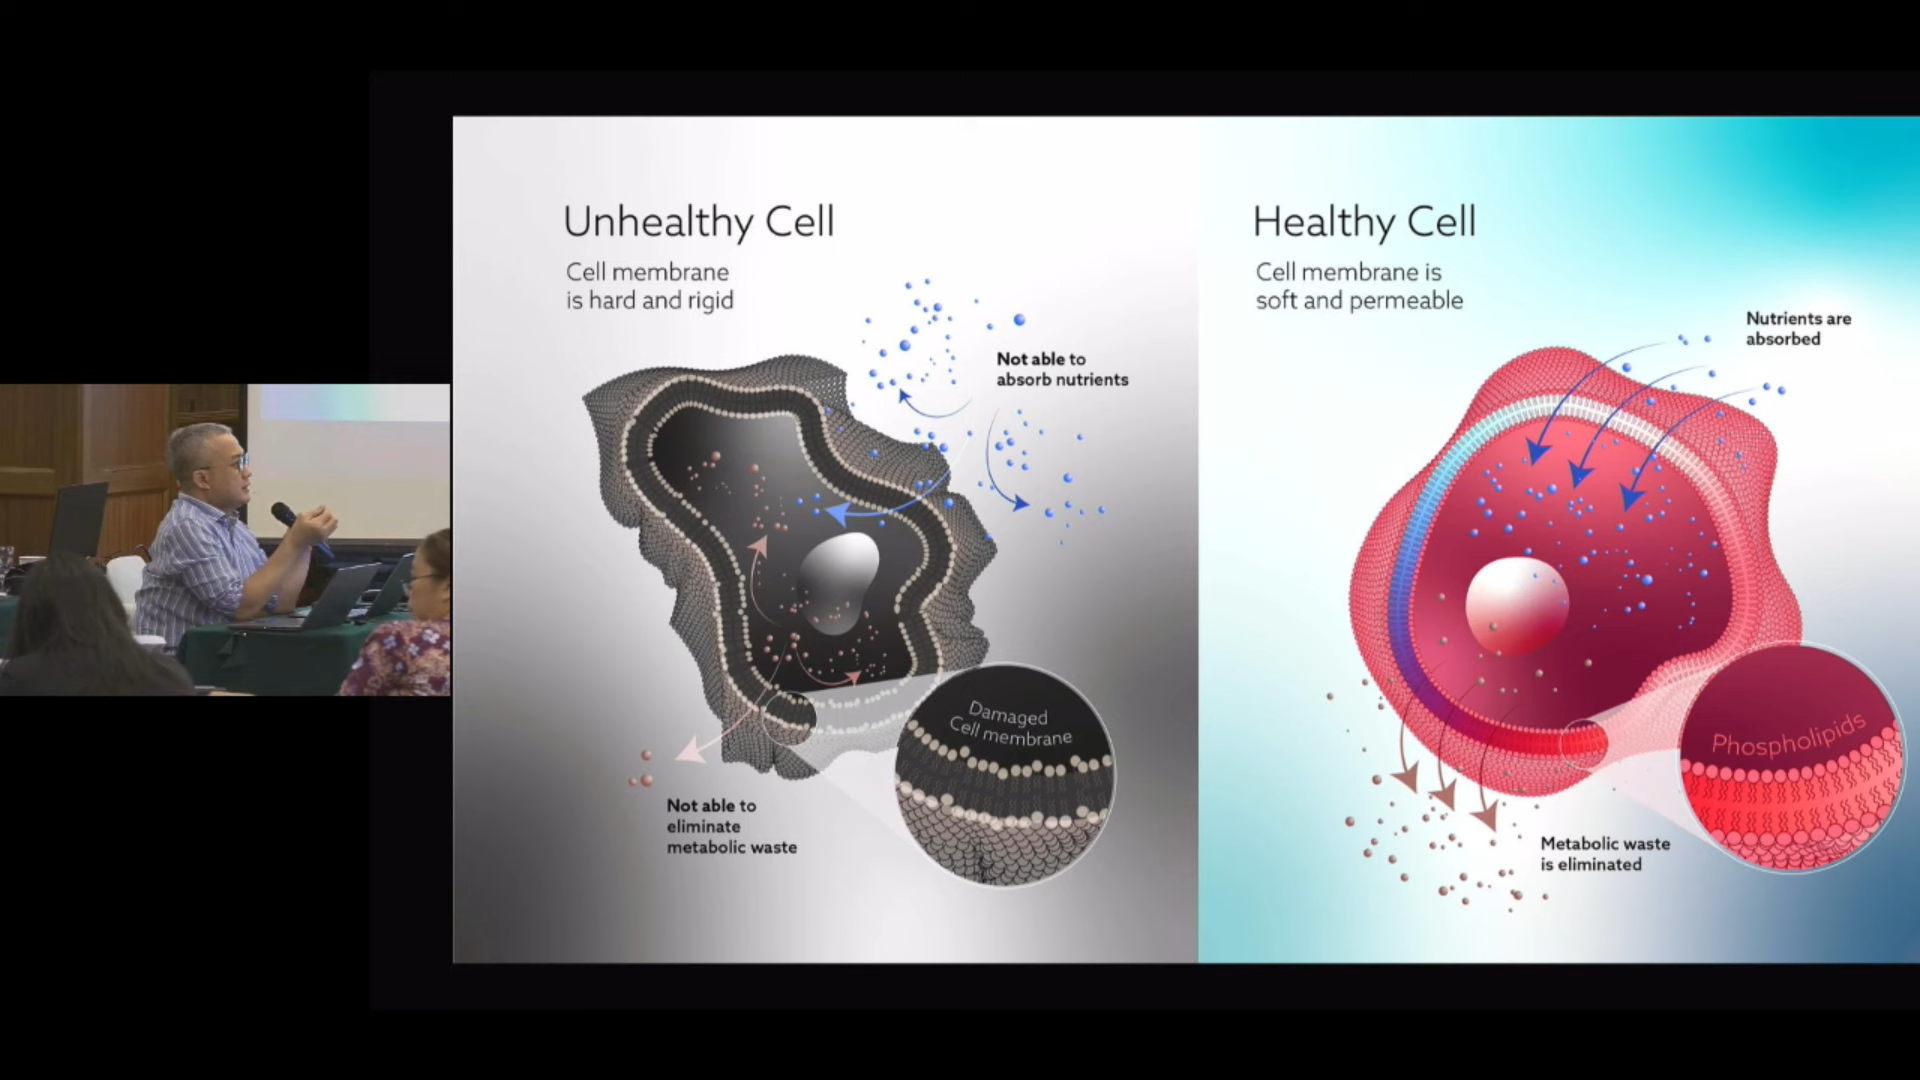 Unhealthy Cell
Cell membrane
is hard and rigid
Not able to
absorb nutrients
Damaged
Cell membrane
Not able to
eliminate
metabolic waste
Healthy Cell
Cell membrane is
soft and permeable
Nutrients are
absorbed
Phospholipids
Metabolic waste
is eliminated